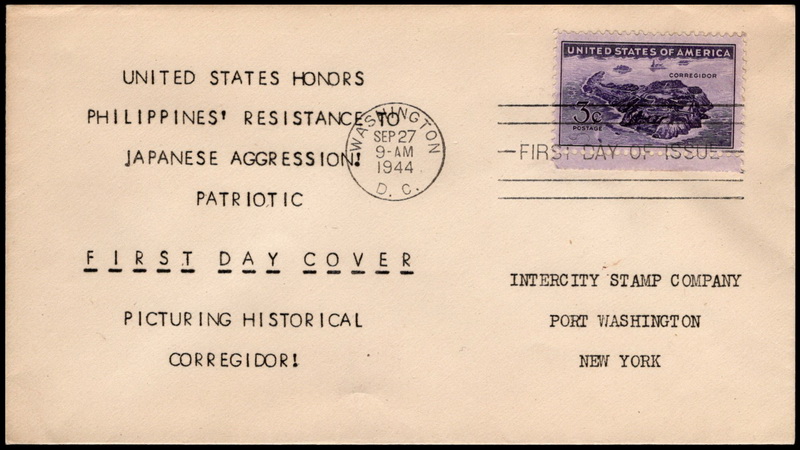 UNITED STATES HONORS
PHILIPPINES' RESISTANCE TO
JAPANESE AGGRESSION!
PATRIOTIC
FIRST DAY COVER
PICTURING HISTORICAL
CORREGIDOR!
WASHINGTON
SEP 27
9-AM
1944
D. C.
UNITED STATES OF AMERICA
CORREGIDOR
3¢
POSTAGE
FIRST DAY OF ISSUE
INTERCITY STAMP COMPANY
PORT WASHINGTON
NEW YORK